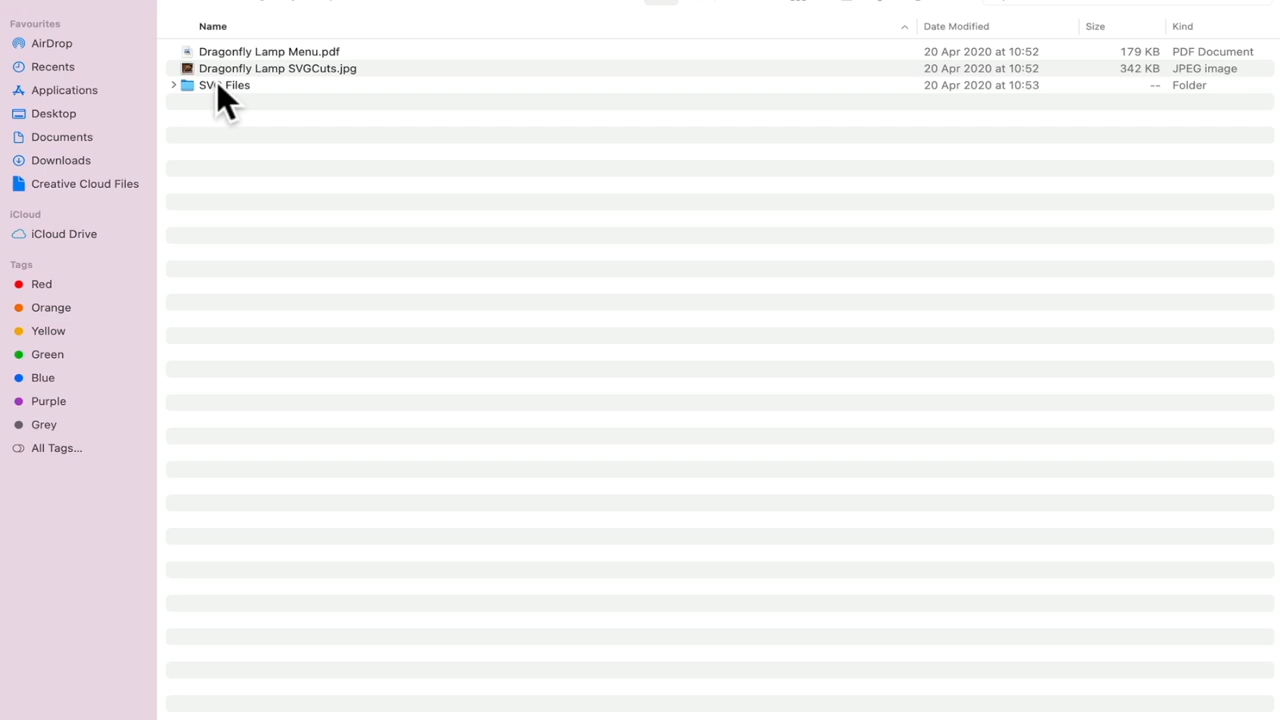 Favourites
AirDrop
Recents
Applications
Desktop
Documents
Downloads
Creative Cloud Files
iCloud
iCloud Drive
Tags
Red
Orange
Yellow
Green
Blue
Purple
Grey
All Tags...
Name Date Modified Size Kind
Dragonfly Lamp Menu.pdf 20 Apr 2020 at 10:52 179 KB PDF Document
Dragonfly Lamp SVGCuts.jpg 20 Apr 2020 at 10:52 342 KB JPEG image
SVG Files 20 Apr 2020 at 10:53 -- Folder